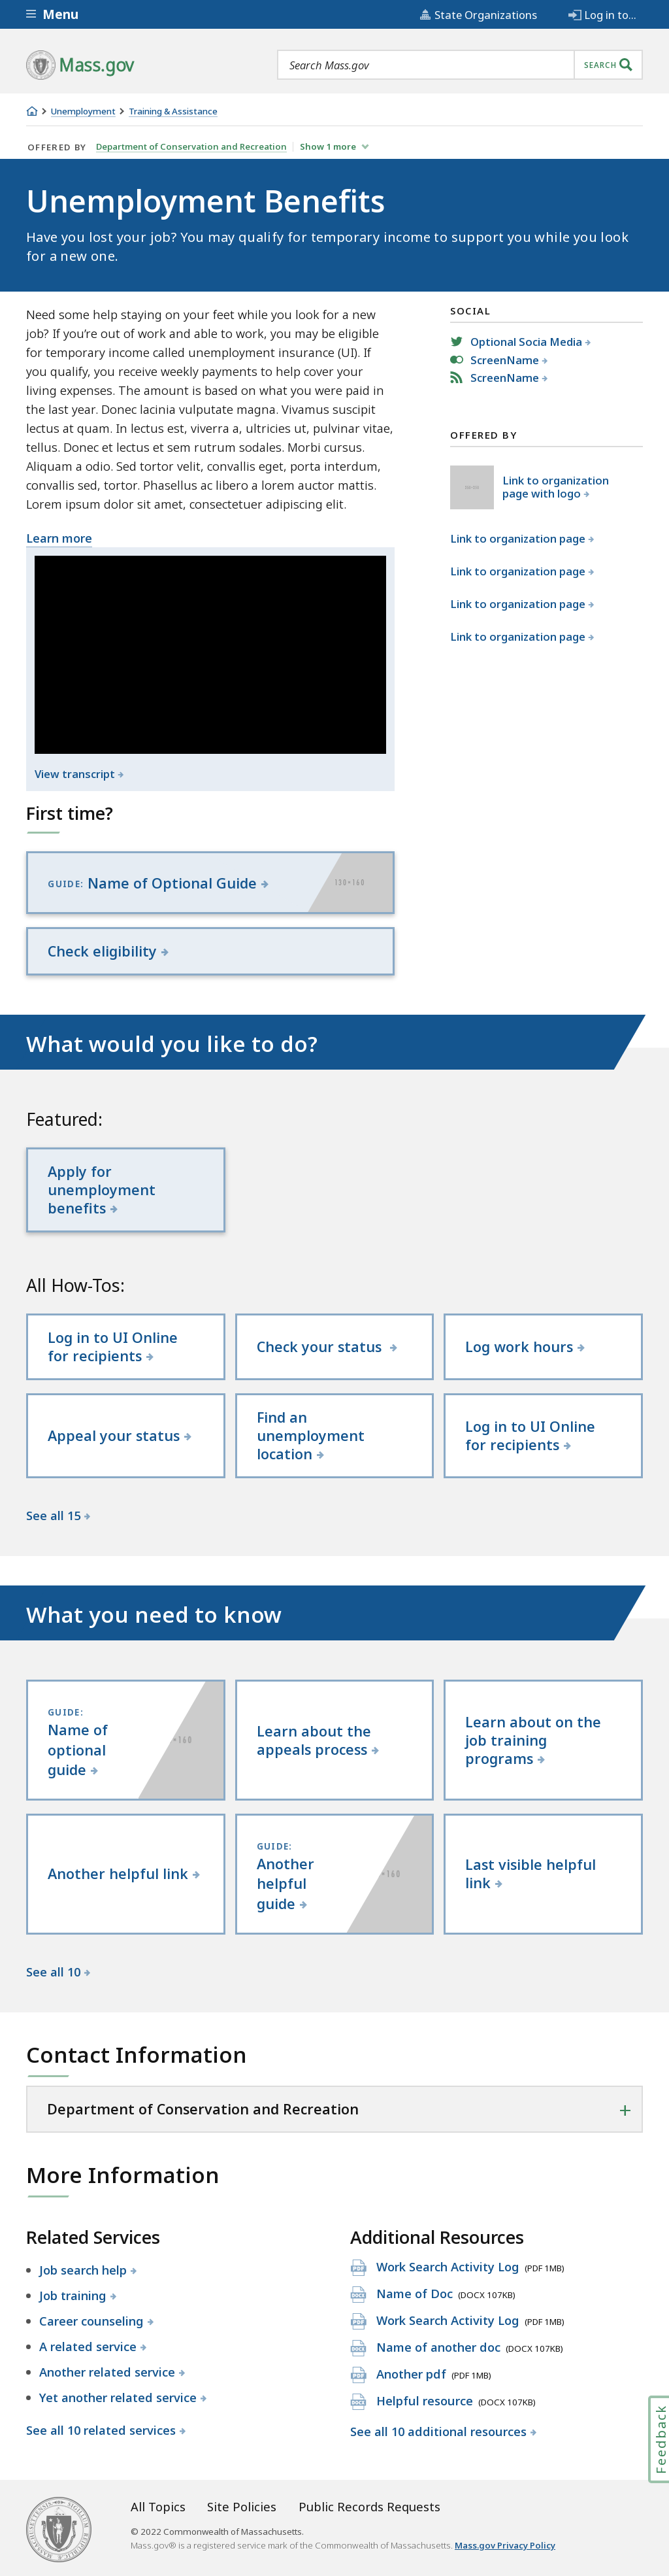 Menu
State Organizations
Log in to...
Mass.gov
Search Mass.gov
SEARCH
Unemployment
Training & Assistance
OFFERED BY Department of Conservation and Recreation Show 1 more
Unemployment Benefits
Have you lost your job? You may qualify for temporary income to support you while you look
for a new one.
Need some help staying on your feet while you look for a new
job? If you’re out of work and able to work, you may be eligible
for temporary income called unemployment insurance (UI). If
you qualify, you receive weekly payments to help cover your
living expenses. The amount is based on what you were paid in
the last year. Donec lacinia vulputate magna. Vivamus suscipit
lectus at quam. In lectus est, viverra a, ultricies ut, pulvinar vitae,
tellus. Donec et lectus et sem rutrum sodales. Morbi cursus.
Aliquam a odio. Sed tortor velit, convallis eget, porta interdum,
convallis sed, tortor. Phasellus ac libero a lorem auctor mattis.
Lorem ipsum dolor sit amet, consectetuer adipiscing elit.
Learn more
View transcript
SOCIAL
Optional Socia Media
ScreenName
ScreenName
OFFERED BY
Link to organization
page with logo
Link to organization page
Link to organization page
Link to organization page
Link to organization page
First time?
GUIDE: Name of Optional Guide
130×160
Check eligibility
What would you like to do?
Featured:
Apply for
unemployment
benefits
All How-Tos:
Log in to UI Online
for recipients
Check your status
Log work hours
Appeal your status
Find an
unemployment
location
Log in to UI Online
for recipients
See all 15
What you need to know
GUIDE:
Name of
optional
guide
×160
Learn about the
appeals process
Learn about on the
job training
programs
Another helpful link
GUIDE:
Another
helpful
guide
×160
Last visible helpful
link
See all 10
Contact Information
Department of Conservation and Recreation
More Information
Related Services
Job search help
Job training
Career counseling
A related service
Another related service
Yet another related service
See all 10 related services
Additional Resources
PDF Work Search Activity Log (PDF 1MB)
DOCX Name of Doc (DOCX 107KB)
PDF Work Search Activity Log (PDF 1MB)
DOCX Name of another doc (DOCX 107KB)
PDF Another pdf (PDF 1MB)
DOCX Helpful resource (DOCX 107KB)
See all 10 additional resources
Feedback
All Topics
Site Policies
Public Records Requests
© 2022 Commonwealth of Massachusetts.
Mass.gov® is a registered service mark of the Commonwealth of Massachusetts. Mass.gov Privacy Policy